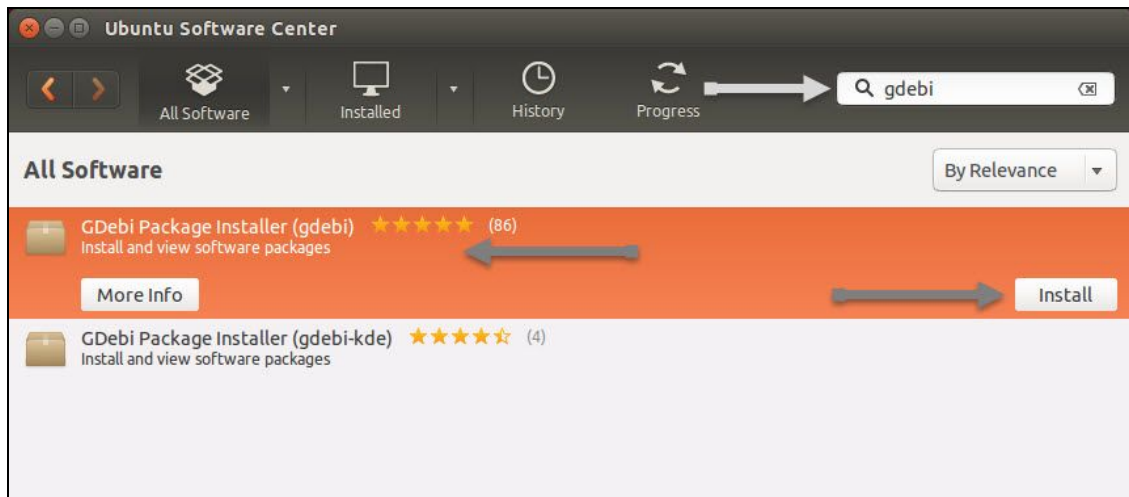 Ubuntu Software Center
All Software
Installed
History
Progress
gdebi
All Software
By Relevance
GDebi Package Installer (gdebi) (86)
Install and view software packages
More Info
Install
GDebi Package Installer (gdebi-kde) (4)
Install and view software packages